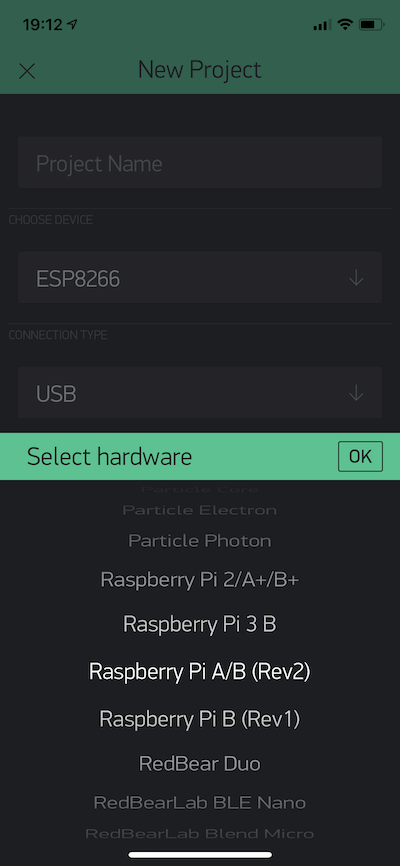 19:12
New Project
Project Name
CHOOSE DEVICE
ESP8266
CONNECTION TYPE
USB
Select hardware
OK
Particle Core
Particle Electron
Particle Photon
Raspberry Pi 2/A+/B+
Raspberry Pi 3 B
Raspberry Pi A/B (Rev2)
Raspberry Pi B (Rev1)
RedBear Duo
RedBearLab BLE Nano
RedBearLab Blend Micro